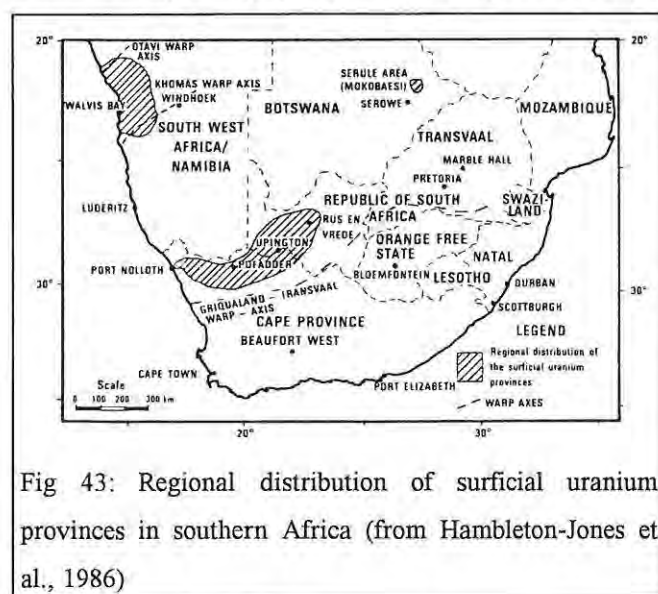 20°
20°
OTAVI WARP
AXIS
KHOMAS WARP AXIS
WINDHOEK
WALVIS BAY
SOUTH WEST
AFRICA/
NAMIBIA
LUDERITZ
PORT NOLLOTH
30°
BOTSWANA
SERULE AREA
(MOKOBAESI)
SEROWE
MOZAMBIQUE
TRANSVAAL
MARBLE HALL
PRETORIA
REPUBLIC OF SOUTH
AFRICA
SWAZI-
LAND
RUS EN
VREDE
UPINGTON
POFADDER
ORANGE FREE
STATE
BLOEMFONTEIN
NATAL
LESOTHO
DURBAN
30°
SCOTTBURGH
GRIQUALAND TRANSVAAL
WARP AXIS
CAPE PROVINCE
BEAUFORT WEST
CAPE TOWN
PORT ELIZABETH
LEGEND
Regional distribution of
the surficial uranium
provinces
WARP AXES
Scale
0 100 200 300 km
20°
30°
Fig 43: Regional distribution of surficial uranium
provinces in southern Africa (from Hambleton-Jones et
al., 1986)